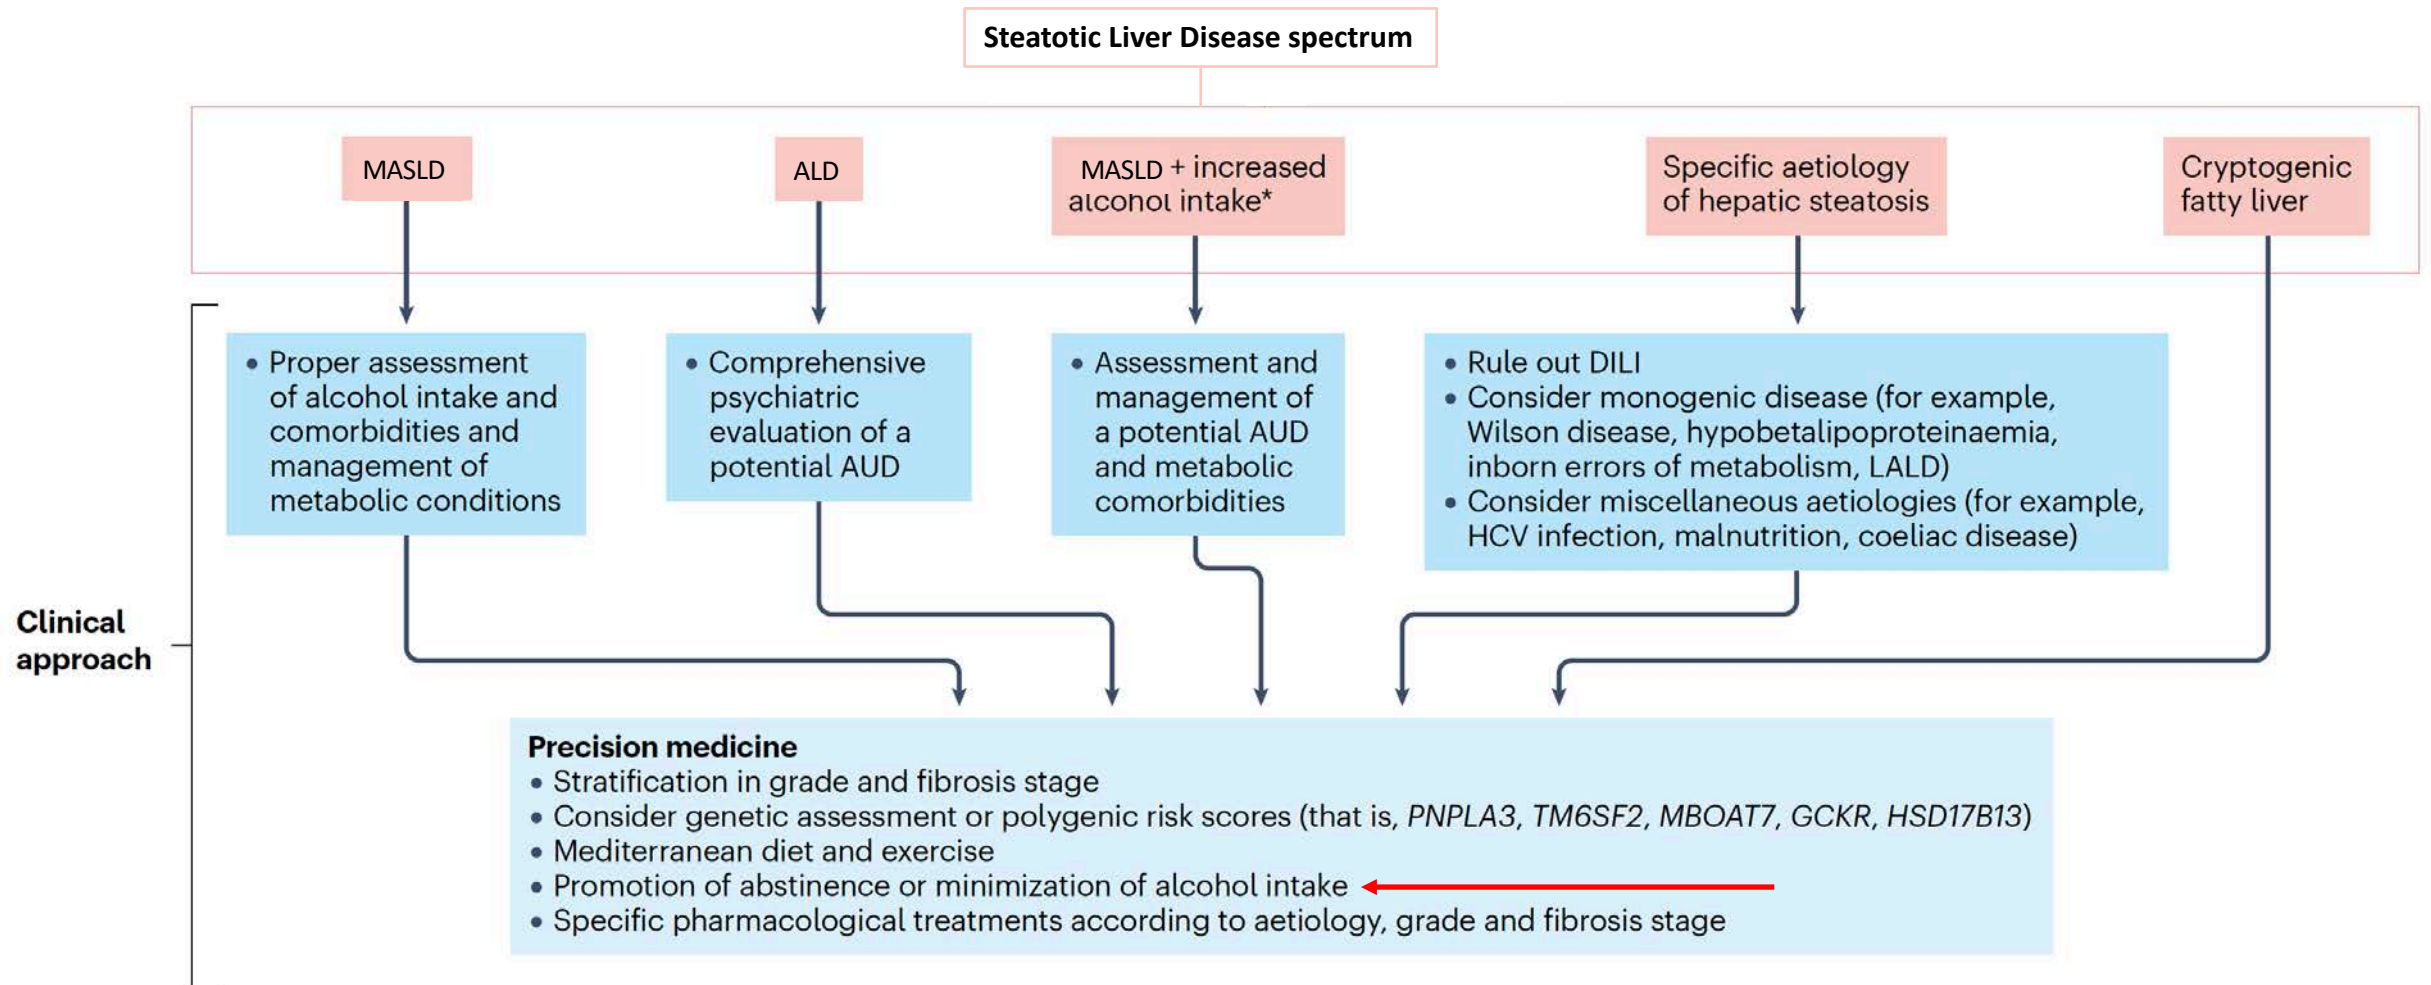 Steatotic Liver Disease spectrum
MASLD
ALD
MASLD + increased
alcohol intake*
Specific aetiology
of hepatic steatosis
Cryptogenic
fatty liver
• Proper assessment
of alcohol intake and
comorbidities and
management of
metabolic conditions
• Comprehensive
psychiatric
evaluation of a
potential AUD
• Assessment and
management of
a potential AUD
and metabolic
comorbidities
• Rule out DILI
• Consider monogenic disease (for example,
Wilson disease, hypobetalipoproteinaemia,
inborn errors of metabolism, LALD)
• Consider miscellaneous aetiologies (for example,
HCV infection, malnutrition, coeliac disease)
Clinical
approach
Precision medicine
• Stratification in grade and fibrosis stage
• Consider genetic assessment or polygenic risk scores (that is, PNPLA3, TM6SF2, MBOAT7, GCKR, HSD17B13)
• Mediterranean diet and exercise
• Promotion of abstinence or minimization of alcohol intake
• Specific pharmacological treatments according to aetiology, grade and fibrosis stage